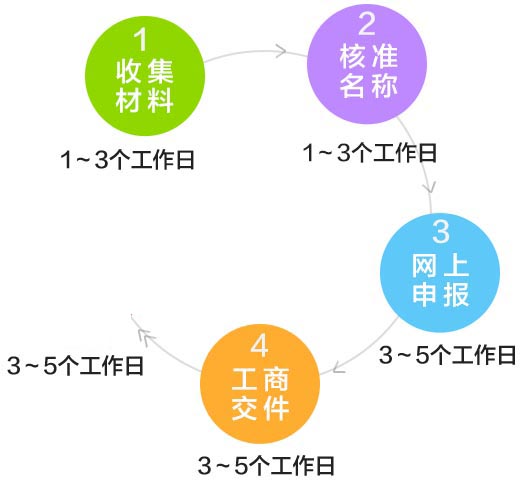 1
收集
材料
1~3个工作日
2
核准
名称
1~3个工作日
3
网上
申报
3~5个工作日
4
工商
交件
3~5个工作日
3~5个工作日